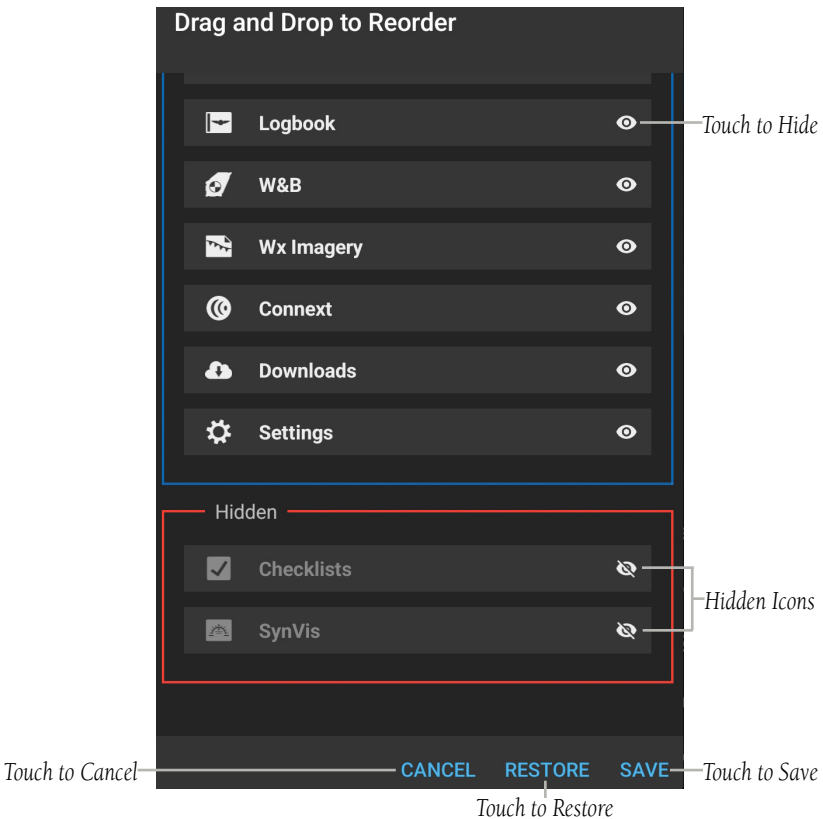 Drag and Drop to Reorder
Logbook
Touch to Hide
W&B
Wx Imagery
Connext
Downloads
Settings
Hidden
Checklists
Hidden Icons
SynVis
Touch to Cancel
CANCEL RESTORE SAVE
Touch to Save
Touch to Restore